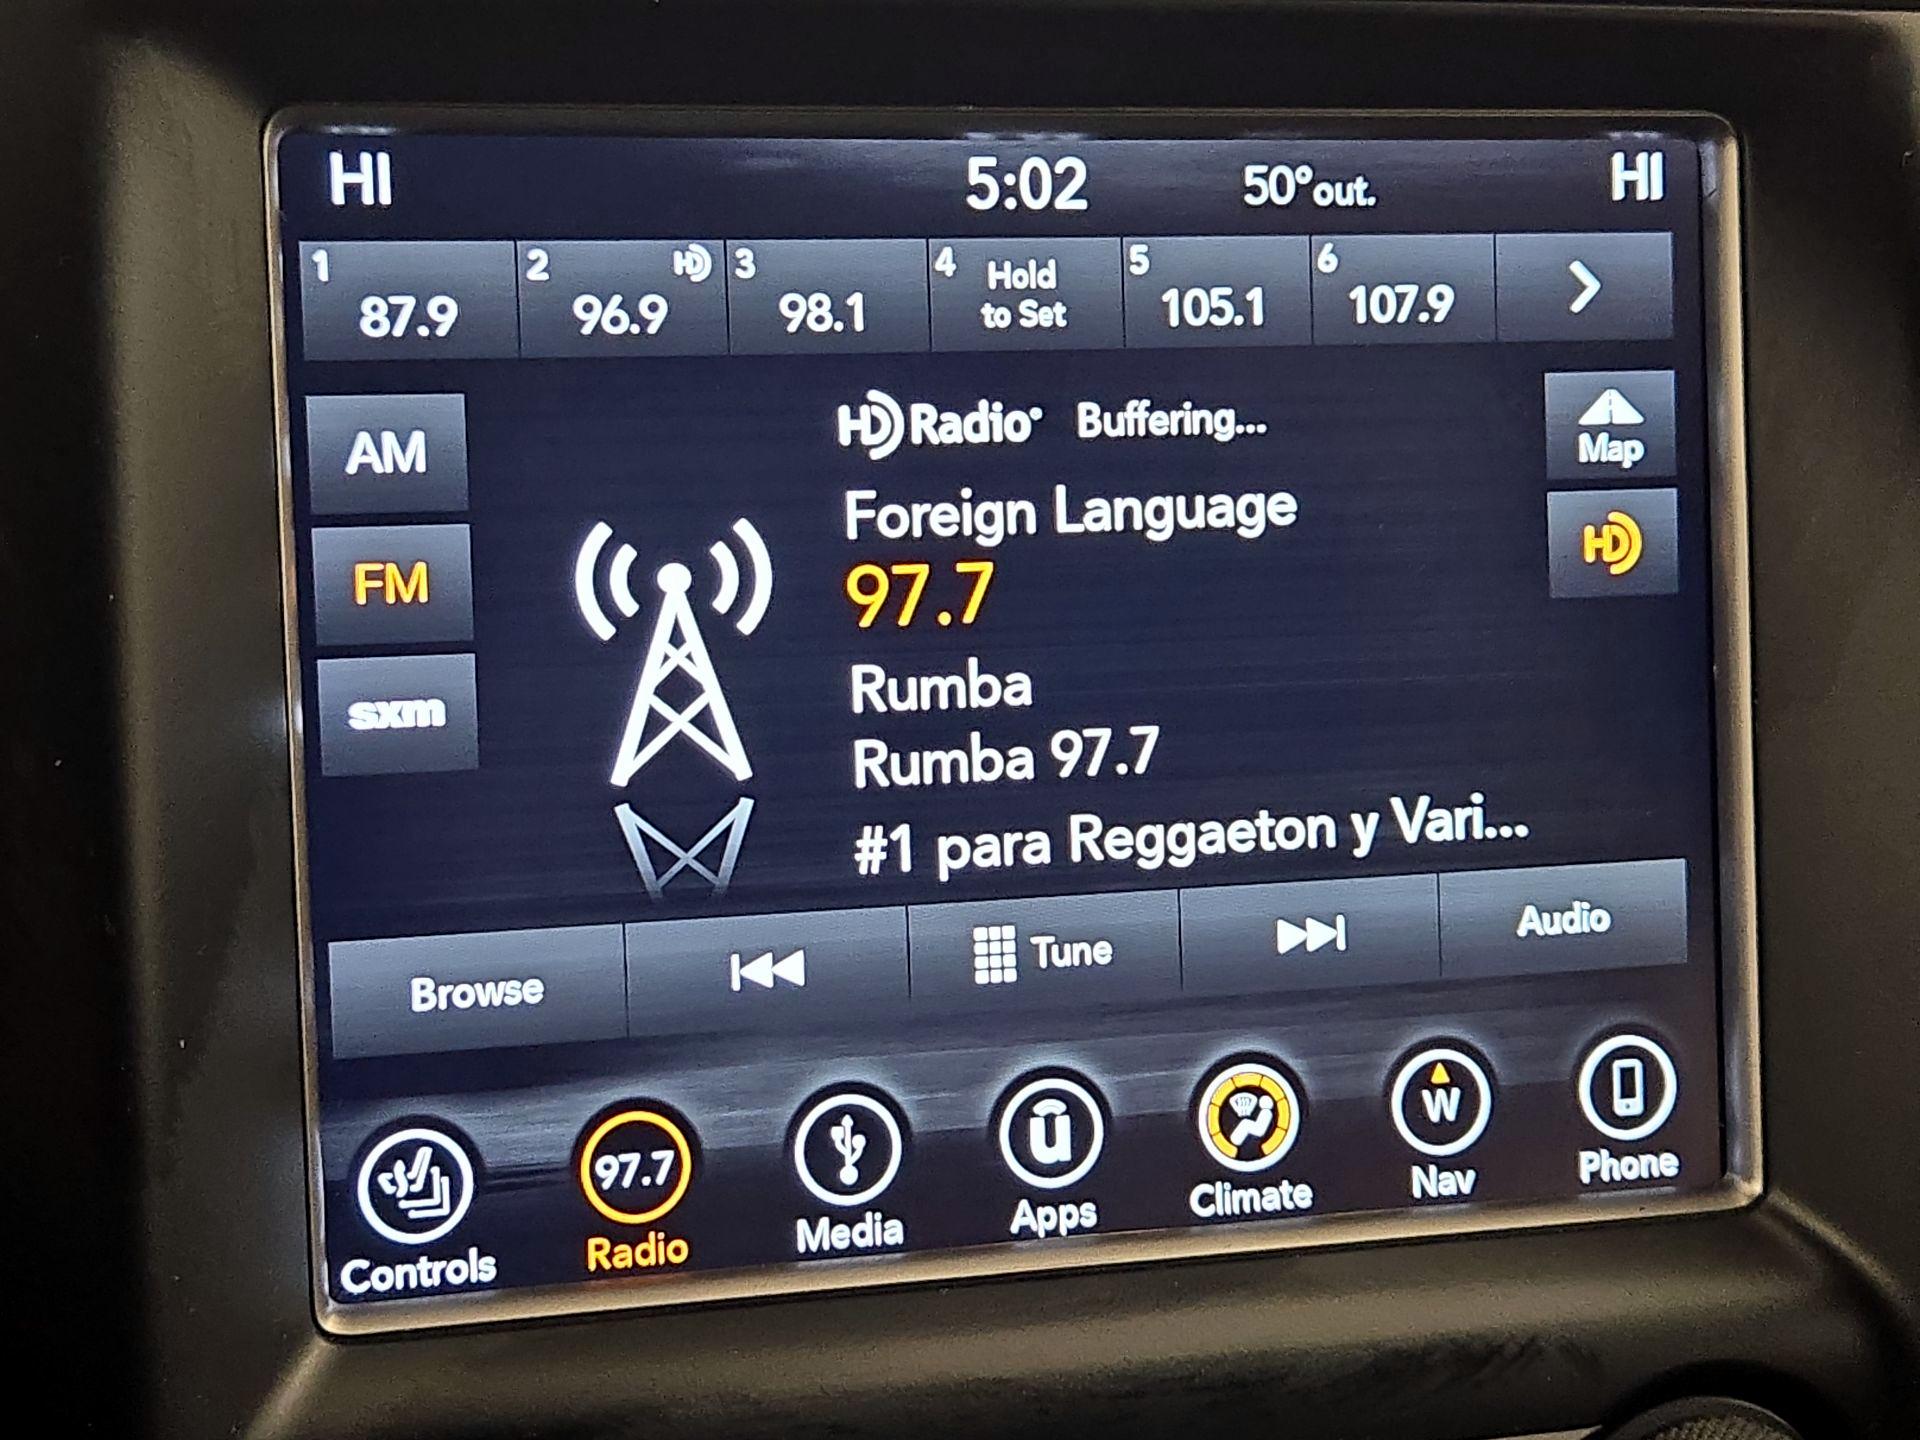 HI 5:02 50°out. HI
1 87.9 2 HD 96.9 3 98.1 4 Hold to Set 5 105.1 6 107.9
HD Radio Buffering...
Map
AM
Foreign Language
HD
FM
97.7
Rumba
sxm
Rumba 97.7
#1 para Reggaeton y Vari...
Browse Tune Audio
97.7 u W
Controls Radio Media Apps Climate Nav Phone